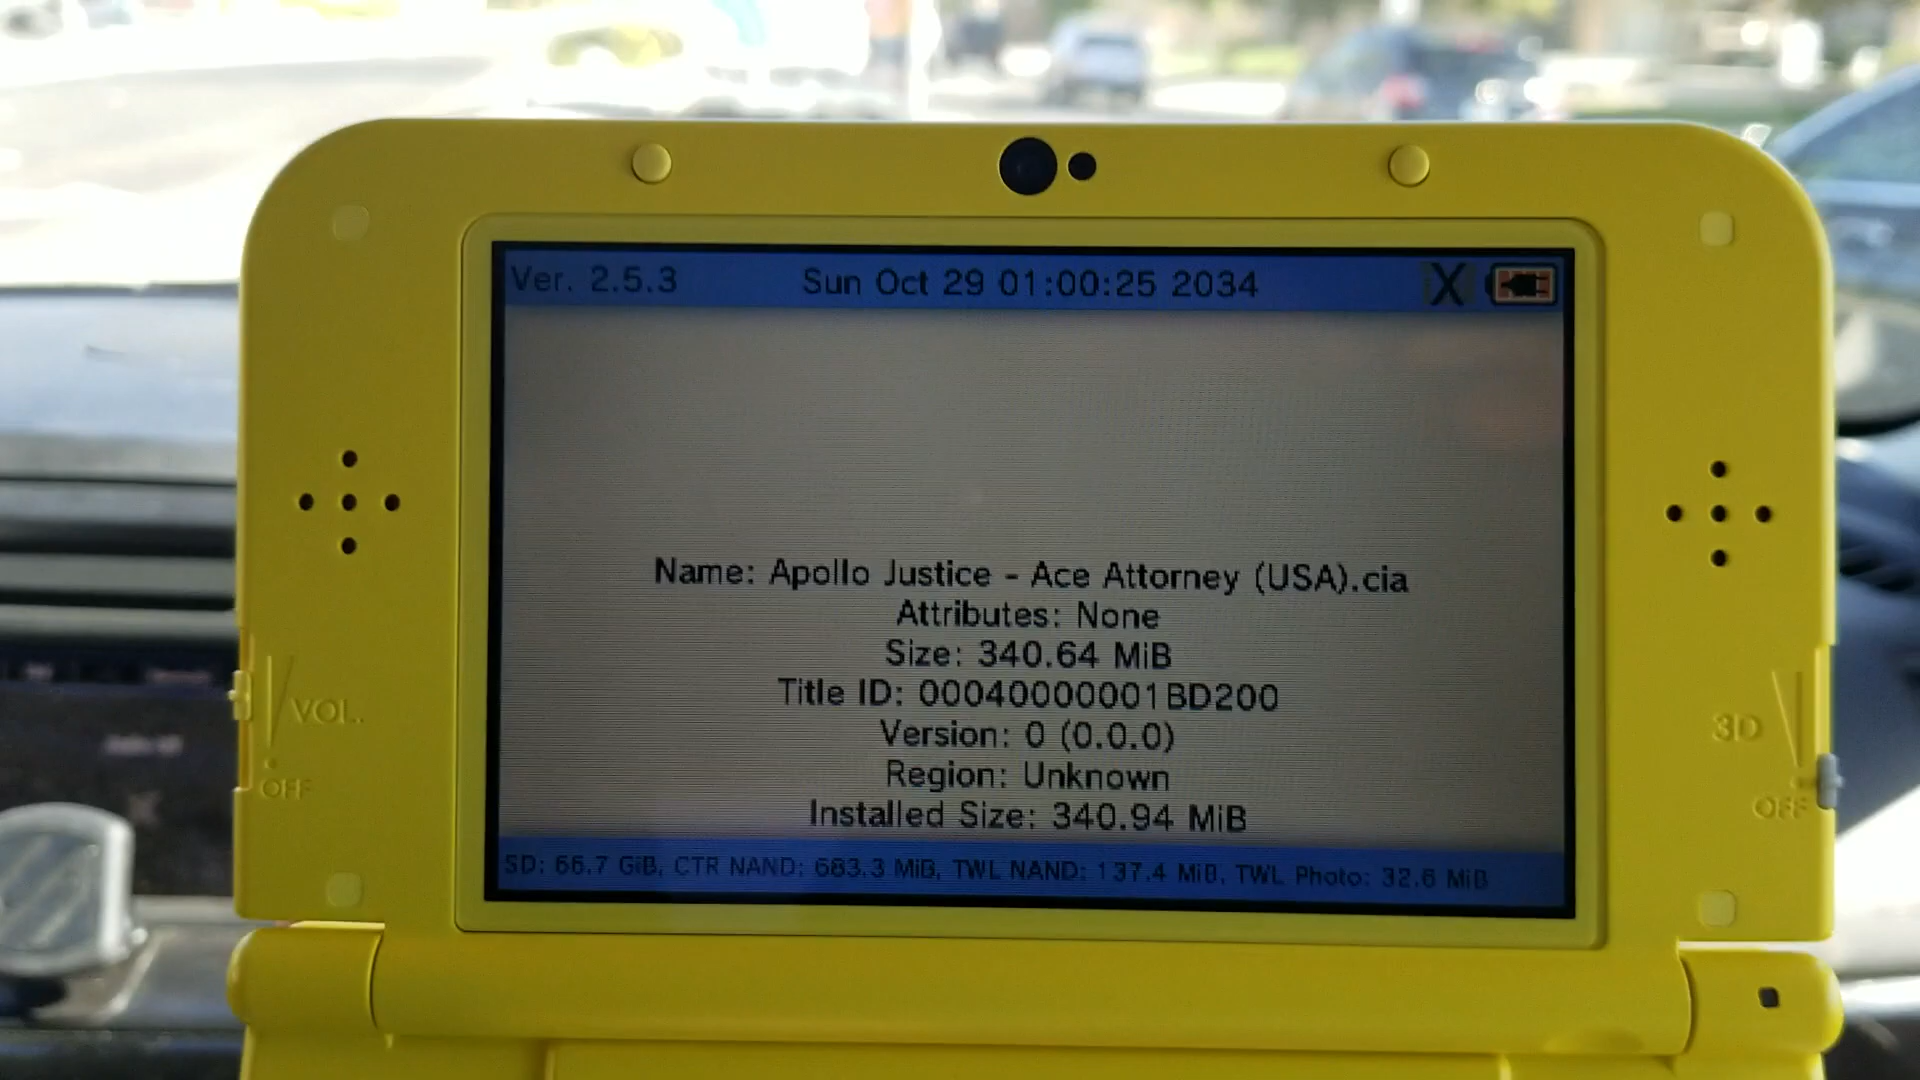 Ver. 2.5.3 Sun Oct 29 01:00:25 2034 X
Name: Apollo Justice - Ace Attorney (USA).cia
Attributes: None
Size: 340.64 MiB
Title ID: 00040000001BD200
Version: 0 (0.0.0)
Region: Unknown
Installed Size: 340.94 MiB
SD: 66.7 GiB, CTR NAND: 683.3 MiB, TWL NAND: 137.4 MiB, TWL Photo: 32.6 MiB
VOL.
OFF
3D
OFF